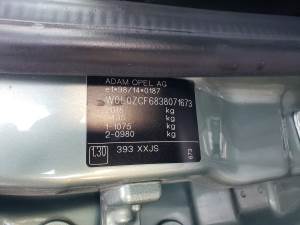 ADAM OPEL AG
e1*98/14*0187
W0L0ZCF6838071673
kg
kg
1-1075 kg
2-0980 kg
1.30 393 XXJS
673